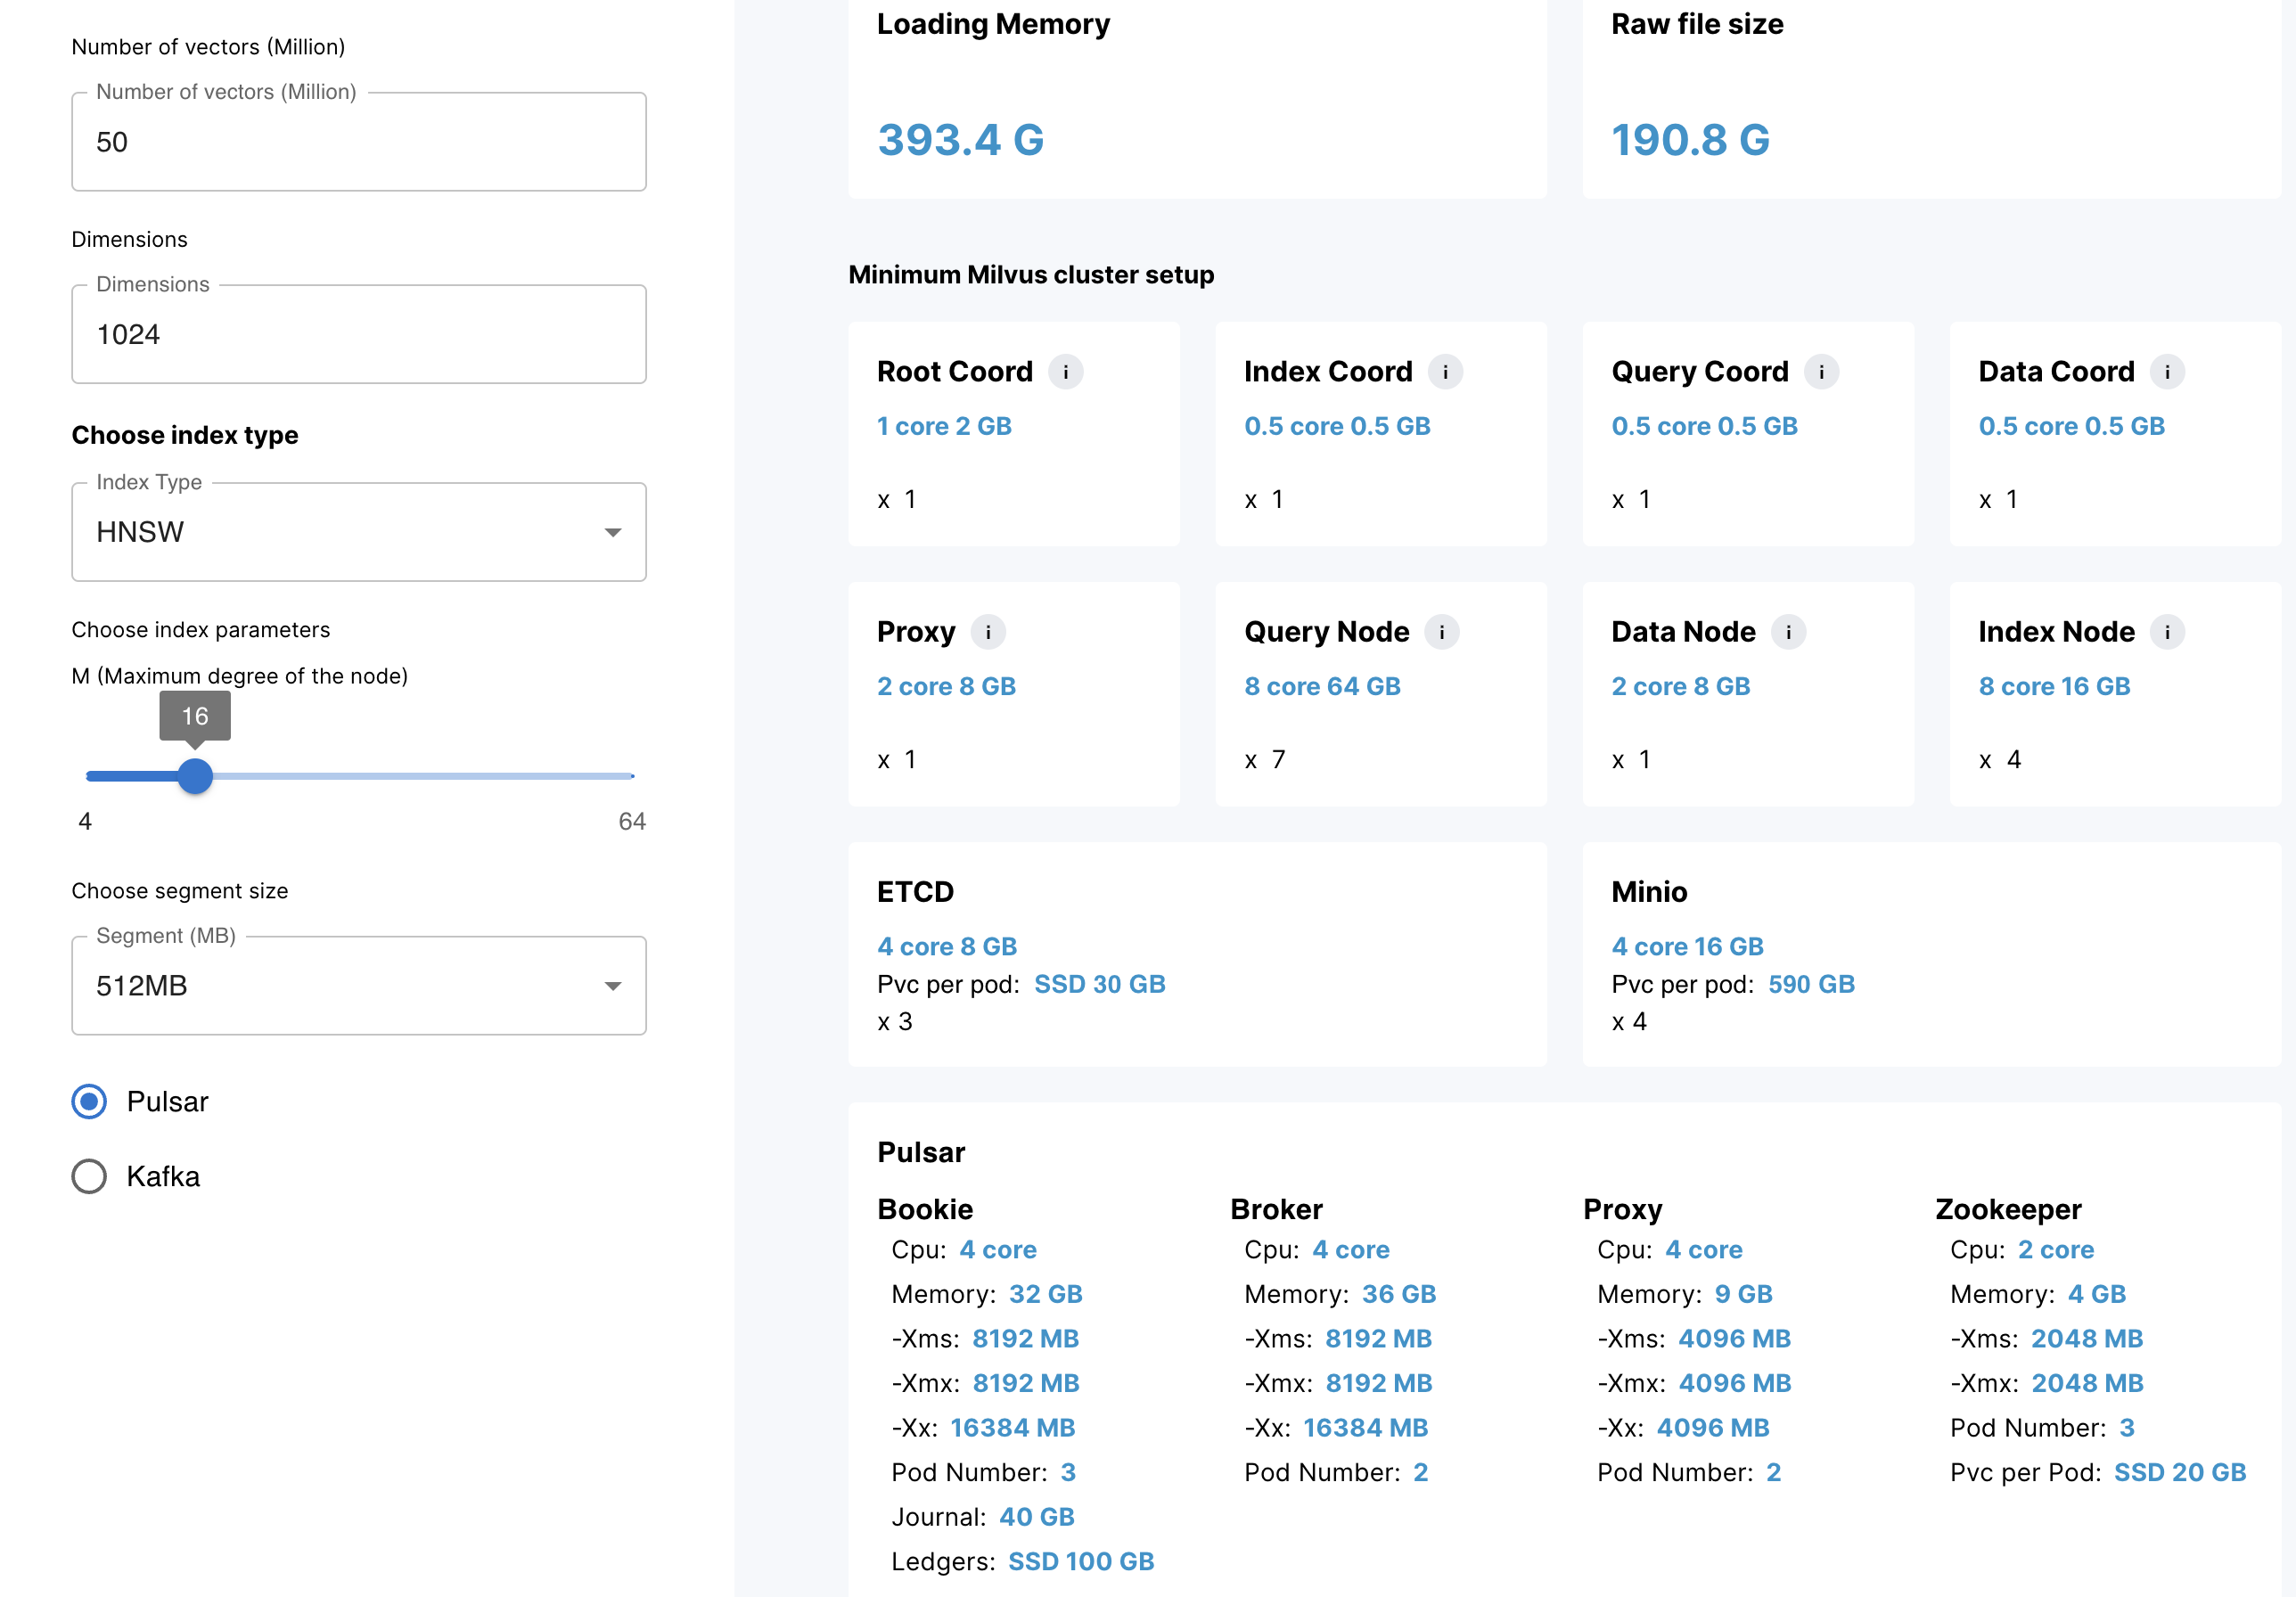 Number of vectors (Million)
Number of vectors (Million)
50
Dimensions
Dimensions
1024
Choose index type
Index Type
HNSW
Choose index parameters
M (Maximum degree of the node)
16
4
64
Choose segment size
Segment (MB)
512MB
Pulsar
Kafka
Loading Memory
393.4 G
Raw file size
190.8 G
Minimum Milvus cluster setup
Root Coord i
1 core 2 GB
x 1
Index Coord i
0.5 core 0.5 GB
x 1
Query Coord i
0.5 core 0.5 GB
x 1
Data Coord i
0.5 core 0.5 GB
x 1
Proxy i
2 core 8 GB
x 1
Query Node i
8 core 64 GB
x 7
Data Node i
2 core 8 GB
x 1
Index Node i
8 core 16 GB
x 4
ETCD
4 core 8 GB
Pvc per pod: SSD 30 GB
x 3
Minio
4 core 16 GB
Pvc per pod: 590 GB
x 4
Pulsar
Bookie
Cpu: 4 core
Memory: 32 GB
-Xms: 8192 MB
-Xmx: 8192 MB
-Xx: 16384 MB
Pod Number: 3
Journal: 40 GB
Ledgers: SSD 100 GB
Broker
Cpu: 4 core
Memory: 36 GB
-Xms: 8192 MB
-Xmx: 8192 MB
-Xx: 16384 MB
Pod Number: 2
Proxy
Cpu: 4 core
Memory: 9 GB
-Xms: 4096 MB
-Xmx: 4096 MB
-Xx: 4096 MB
Pod Number: 2
Zookeeper
Cpu: 2 core
Memory: 4 GB
-Xms: 2048 MB
-Xmx: 2048 MB
Pod Number: 3
Pvc per Pod: SSD 20 GB